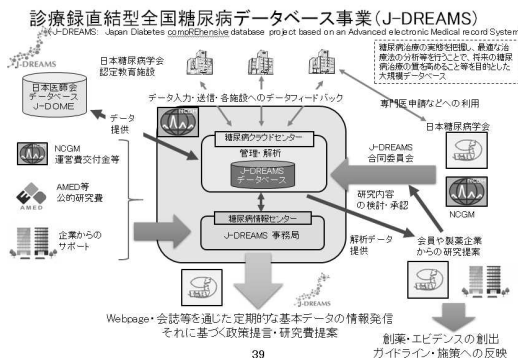 診療録直結型全国糖尿病データベース事業（J-DREAMS）
J-DREAMS: Japan Diabetes compREhensive database project based on an Advanced electronic Medical record System
J-DREAMS
日本糖尿病学会
認定教育施設
糖尿病治療の実態を把握し、最適な治
療法の分析等を行うことで、将来の糖尿
病治療の質を高めること等を目的とした
大規模データベース
日本医師会
データベース
J-DOME
データ入力・送信・各施設へのデータフィードバック
専門医申請などへの利用
データ
提供
糖尿病クラウドセンター
管理・解析
J-DREAMS
データベース
日本糖尿病学会
J-DREAMS
合同委員会
NCGM
運営費交付金等
AMED
AMED等
公的研究費
研究内容
の検討・承認
NCGM
糖尿病情報センター
J-DREAMS 事務局
企業からの
サポート
解析データ
提供
会員や製薬企業
からの研究提案
J-DREAMS
Webpage・会誌等を通じた定期的な基本データの情報発信
それに基づく政策提言・研究費提案
創薬・エビデンスの創出
ガイドライン・施策への反映
39